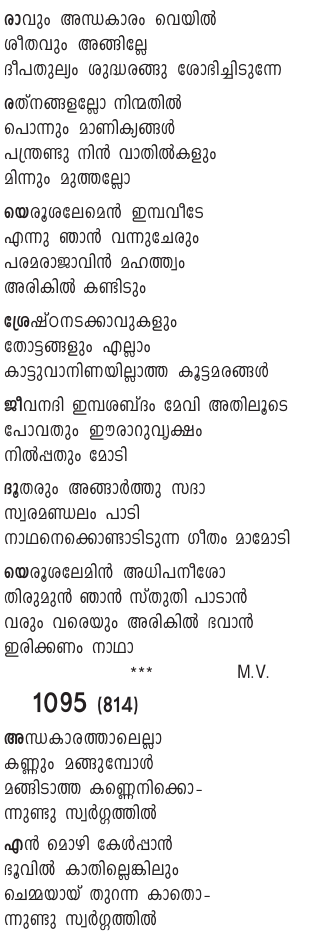 രാവും അന്ധകാരം വെയിൽ
ശീതവും അങ്ങില്ലേ
ദീപതുല്യം ശുദ്ധരങ്ങു ശോഭിച്ചിടുന്നേ
രത്നങ്ങളല്ലോ നിന്മതിൽ
പൊന്നും മാണിക്യങ്ങൾ
പന്ത്രണ്ടു നിൻ വാതിൽകളും
മിന്നും മുത്തല്ലോ
യെരൂശലേമെൻ ഇമ്പവീടേ
എന്നു ഞാൻ വന്നുചേരും
പരമരാജാവിൻ മഹത്ത്വം
അരികിൽ കണ്ടിടും
ശ്രേഷ്ഠനടക്കാവുകളും
തോട്ടങ്ങളും എല്ലാം
കാട്ടുവാനിണയില്ലാത്ത കൂട്ടമരങ്ങൾ
ജീവനദി ഇമ്പശബ്ദം മേവി അതിലൂടെ
പോവതും ഈരാറുവൃക്ഷം
നിൽപ്പതും മോടി
ദൂതരും അങ്ങാർത്തു സദാ
സ്വരമണ്ഡലം പാടി
നാഥനെക്കൊണ്ടാടിടുന്ന ഗീതം മാമോടി
യെരൂശലേമിൻ അധിപനീശോ
തിരുമുൻ ഞാൻ സ്തുതി പാടാൻ
വരും വരെയും അരികിൽ ഭവാൻ
ഇരിക്കണം നാഥാ
*** M.V.
1095 (814)
അന്ധകാരത്താലെല്ലാ
കണ്ണും മങ്ങുമ്പോൾ
മങ്ങിടാത്ത കണ്ണെനിക്കൊ-
ന്നുണ്ടു സ്വർഗ്ഗത്തിൽ
എൻ മൊഴി കേൾപ്പാൻ
ഭൂവിൽ കാതില്ലെങ്കിലും
ചെമ്മയായ് തുറന്ന കാതൊ-
ന്നുണ്ടു സ്വർഗ്ഗത്തിൽ